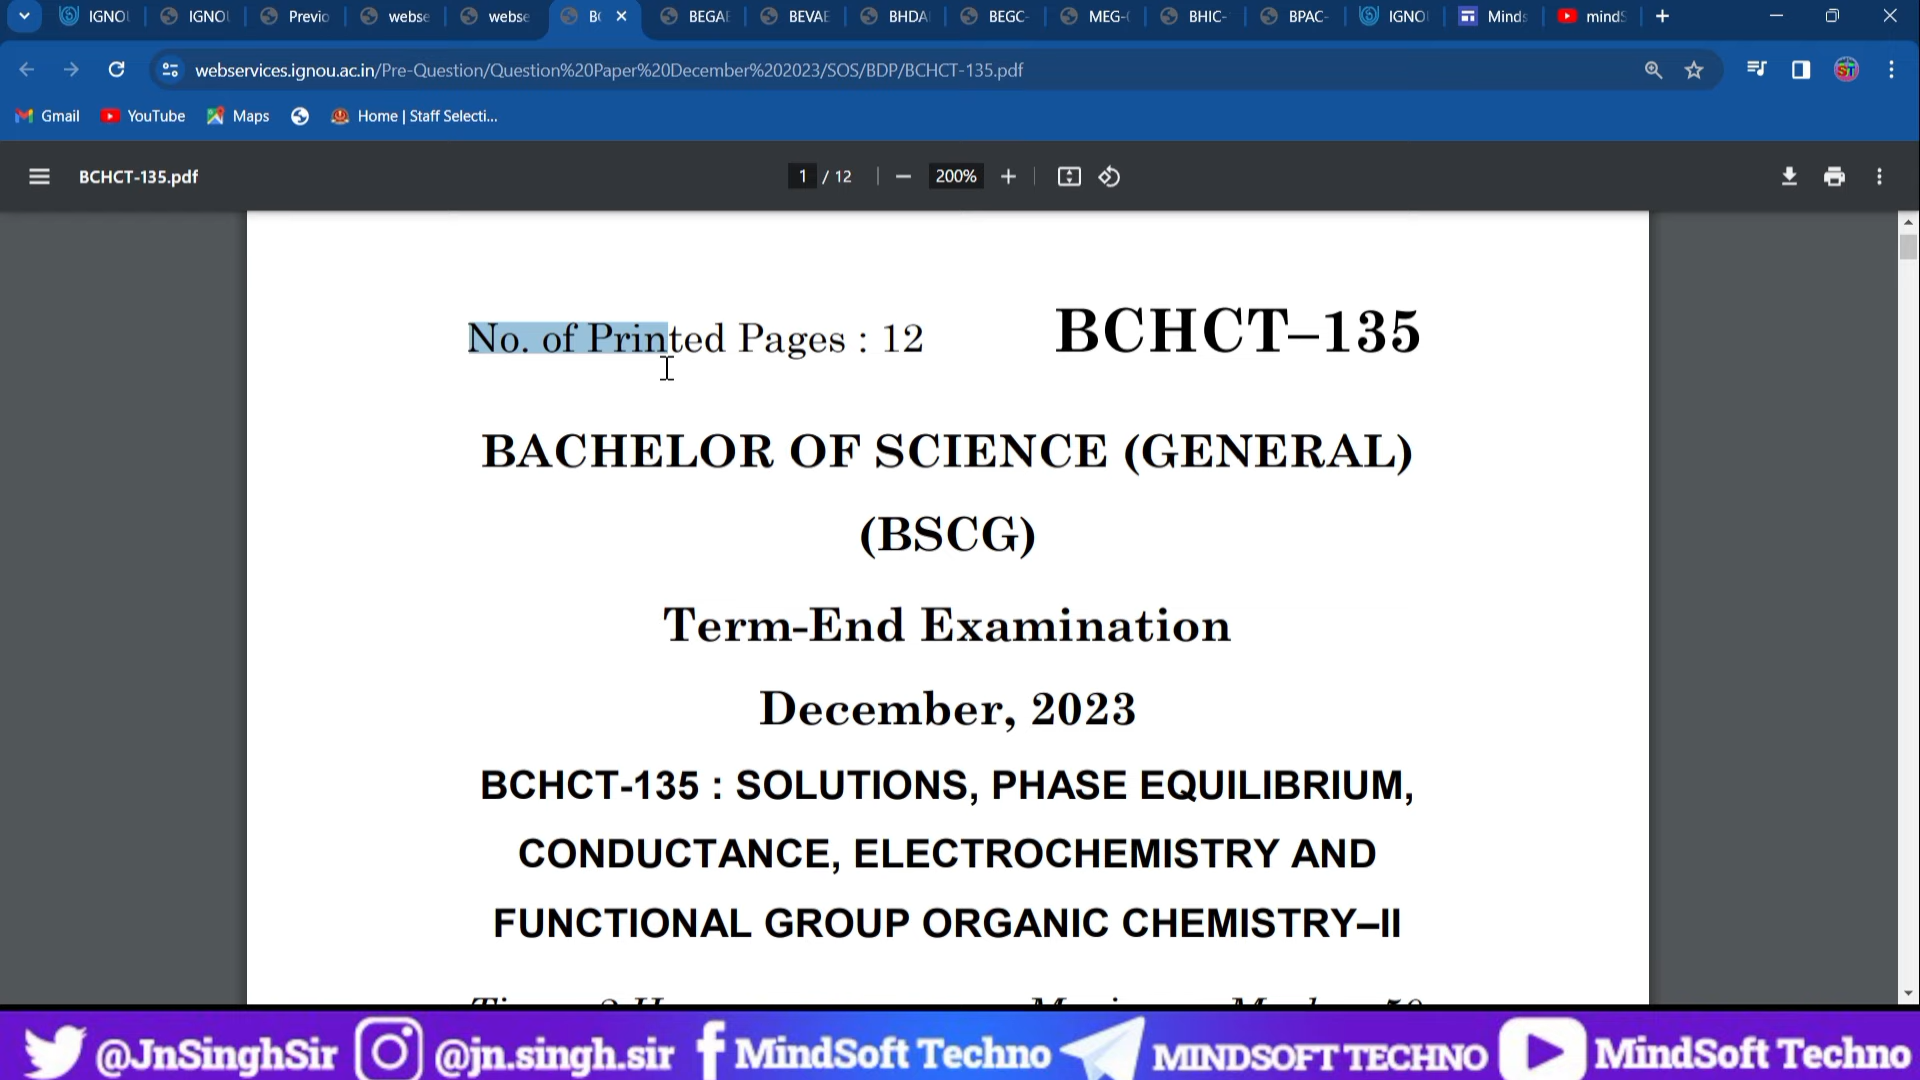 IGNOU IGNOU Previo webse webse BC BEGAE BEVAE BHDA BEGC- MEG-0 BHIC- BPAC- IGNOU Minds mindS
webservices.ignou.ac.in/Pre-Question/Question%20Paper%20December%202023/SOS/BDP/BCHCT-135.pdf
Gmail YouTube Maps Home | Staff Selecti...
BCHCT-135.pdf 1 / 12 200%
No. of Printed Pages : 12 BCHCT–135
BACHELOR OF SCIENCE (GENERAL)
(BSCG)
Term-End Examination
December, 2023
BCHCT-135 : SOLUTIONS, PHASE EQUILIBRIUM,
CONDUCTANCE, ELECTROCHEMISTRY AND
FUNCTIONAL GROUP ORGANIC CHEMISTRY–II
@JnSinghSir @jn.singh.sir MindSoft Techno MINDSOFT TECHNO MindSoft Techno